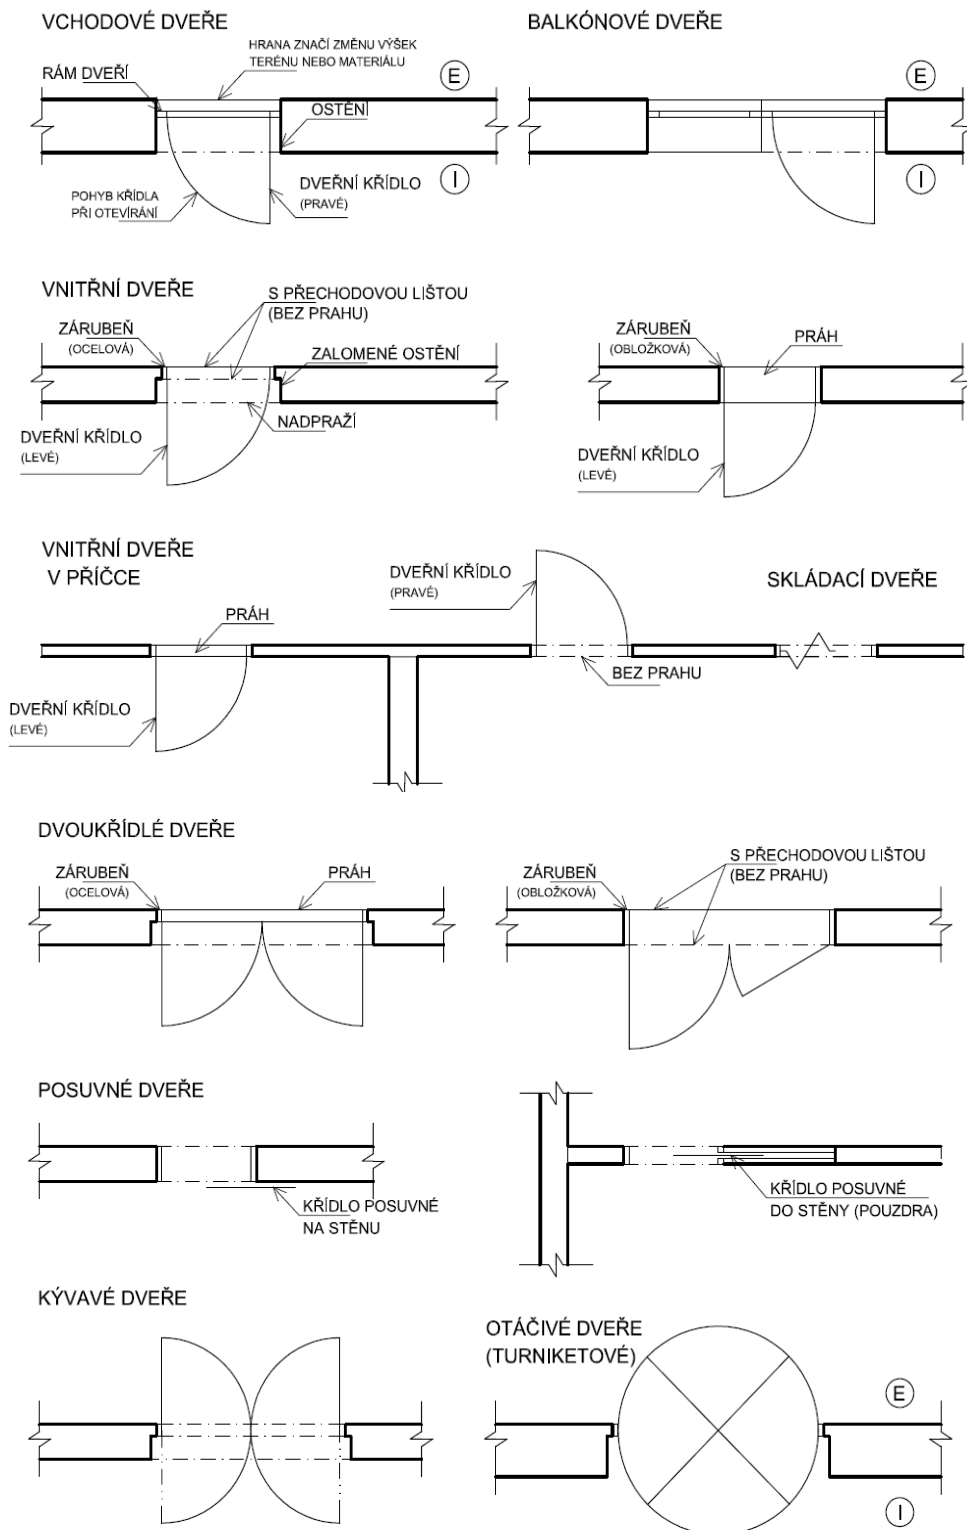 VCHODOVÉ DVEŘE
BALKÓNOVÉ DVEŘE
HRANA ZNAČÍ ZMĚNU VÝŠEK
TERÉNU NEBO MATERIÁLU
RÁM DVEŘÍ
E
E
OSTĚNÍ
DVEŘNÍ KŘÍDLO
(PRAVÉ)
I
I
POHYB KŘÍDLA
PŘI OTEVÍRÁNÍ
VNITŘNÍ DVEŘE
S PŘECHODOVOU LIŠTOU
(BEZ PRAHU)
ZÁRUBEŇ
(OCELOVÁ)
ZALOMENÉ OSTĚNÍ
ZÁRUBEŇ
(OBLOŽKOVÁ)
PRÁH
NADPRAŽÍ
DVEŘNÍ KŘÍDLO
(LEVÉ)
DVEŘNÍ KŘÍDLO
(LEVÉ)
VNITŘNÍ DVEŘE
V PŘÍČCE
DVEŘNÍ KŘÍDLO
(PRAVÉ)
SKLÁDACÍ DVEŘE
PRÁH
BEZ PRAHU
DVEŘNÍ KŘÍDLO
(LEVÉ)
DVOUKŘÍDLÉ DVEŘE
ZÁRUBEŇ
(OCELOVÁ)
PRÁH
ZÁRUBEŇ
(OBLOŽKOVÁ)
S PŘECHODOVOU LIŠTOU
(BEZ PRAHU)
POSUVNÉ DVEŘE
KŘÍDLO POSUVNÉ
NA STĚNU
KŘÍDLO POSUVNÉ
DO STĚNY (POUZDRA)
KÝVAVÉ DVEŘE
OTÁČIVÉ DVEŘE
(TURNIKETOVÉ)
E
I